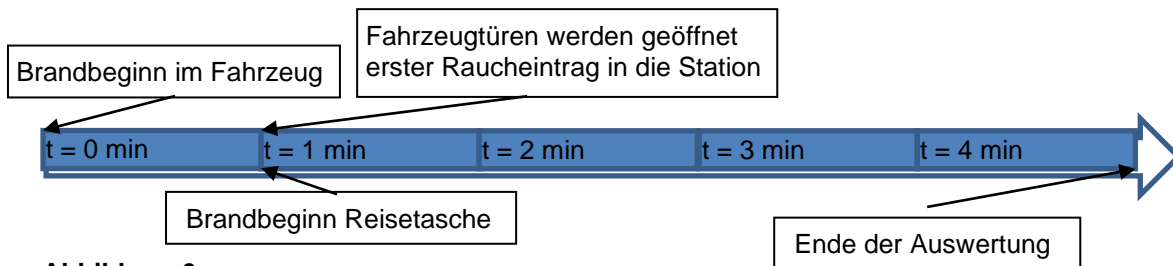 Fahrzeugtüren werden geöffnet
erster Raucheintrag in die Station
Brandbeginn im Fahrzeug
t = 0 min
t = 1 min
t = 2 min
t = 3 min
t = 4 min
Brandbeginn Reisetasche
Ende der Auswertung